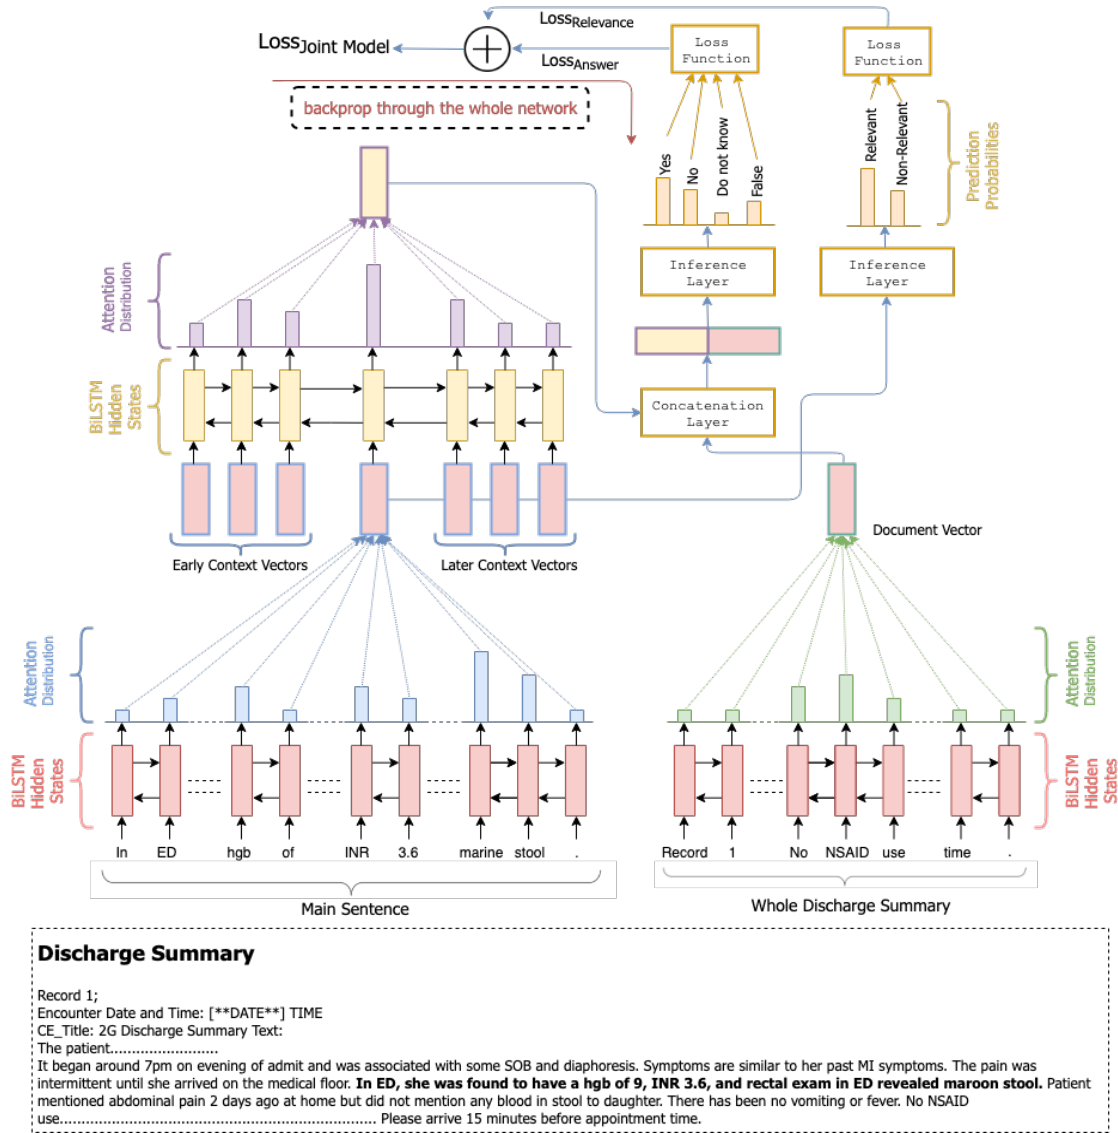 Loss Relevance
Loss Joint Model
Loss Answer
Loss
Function
Loss
Function
backprop through the whole network
Yes
No
Do not know
False
Relevant
Non-Relevant
Prediction
Probabilities
Inference
Layer
Inference
Layer
Attention
Distribution
BiLSTM
Hidden
States
Concatenation
Layer
Early Context Vectors
Later Context Vectors
Document Vector
Attention
Distribution
Attention
Distribution
BiLSTM
Hidden
States
BiLSTM
Hidden
States
In ED hgb of INR 3.6 marine stool .
Record 1 No NSAID use time .
Main Sentence
Whole Discharge Summary
Discharge Summary
Record 1;
Encounter Date and Time: [**DATE**] TIME
CE_Title: 2G Discharge Summary Text:
The patient.........................
It began around 7pm on evening of admit and was associated with some SOB and diaphoresis. Symptoms are similar to her past MI symptoms. The pain was
intermittent until she arrived on the medical floor. In ED, she was found to have a hgb of 9, INR 3.6, and rectal exam in ED revealed maroon stool. Patient
mentioned abdominal pain 2 days ago at home but did not mention any blood in stool to daughter. There has been no vomiting or fever. No NSAID
use.......................................................................... Please arrive 15 minutes before appointment time.